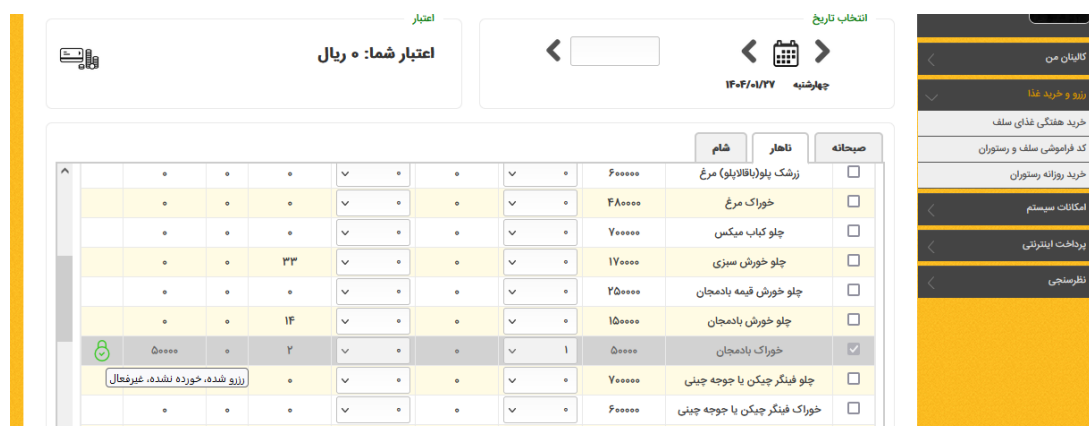 کالینان من
رزرو و خرید غذا
خرید هفتگی غذای سلف
کد فراموشی سلف و رستوران
خرید روزانه رستوران
امکانات سیستم
پرداخت اینترنتی
نظرسنجی
انتخاب تاریخ
چهارشنبه ۱۴۰۴/۰۱/۲۷
اعتبار
اعتبار شما: ۰ ریال
صبحانه ناهار شام
زرشک پلو(باقالاپلو) مرغ ۶۰۰۰۰۰ ۰ ۰ ۰ ۰ ۰ ۰
خوراک مرغ ۴۸۰۰۰۰ ۰ ۰ ۰ ۰ ۰ ۰
چلو کباب میکس ۷۰۰۰۰۰ ۰ ۰ ۰ ۰ ۰ ۰
چلو خورش سبزی ۱۷۰۰۰۰ ۰ ۰ ۰ ۳۳ ۰ ۰
چلو خورش قیمه بادمجان ۲۵۰۰۰۰ ۰ ۰ ۰ ۰ ۰ ۰
چلو خورش بادمجان ۱۵۰۰۰۰ ۰ ۰ ۰ ۱۴ ۰ ۰
خوراک بادمجان ۵۰۰۰۰ ۱ ۰ ۰ ۲ ۰ ۵۰۰۰۰
چلو فینگر چیکن یا جوجه چینی ۷۰۰۰۰۰ ۰ ۰ ۰ ۰
رزرو شده، خورده نشده، غیرفعال
خوراک فینگر چیکن یا جوجه چینی ۶۰۰۰۰۰ ۰ ۰ ۰ ۰ ۰ ۰